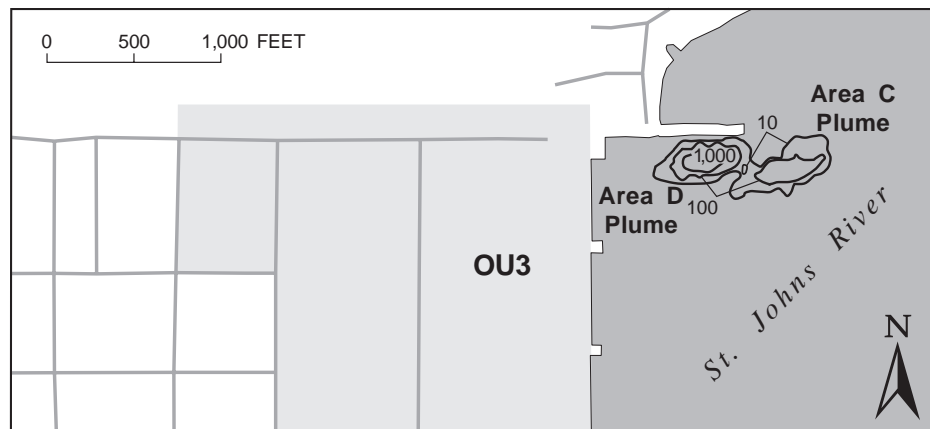 0 500 1,000 FEET
Area C
Plume
10
1,000
Area D
Plume
100
OU3
St. Johns River
N